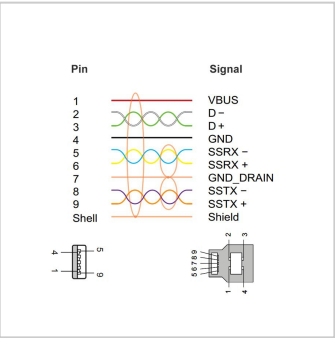 Pin Signal
1 VBUS
2 D−
3 D+
4 GND
5 SSRX −
6 SSRX +
7 GND_DRAIN
8 SSTX −
9 SSTX +
Shell Shield
4 5
1 9
2 3
5 6 7 8 9
1 4